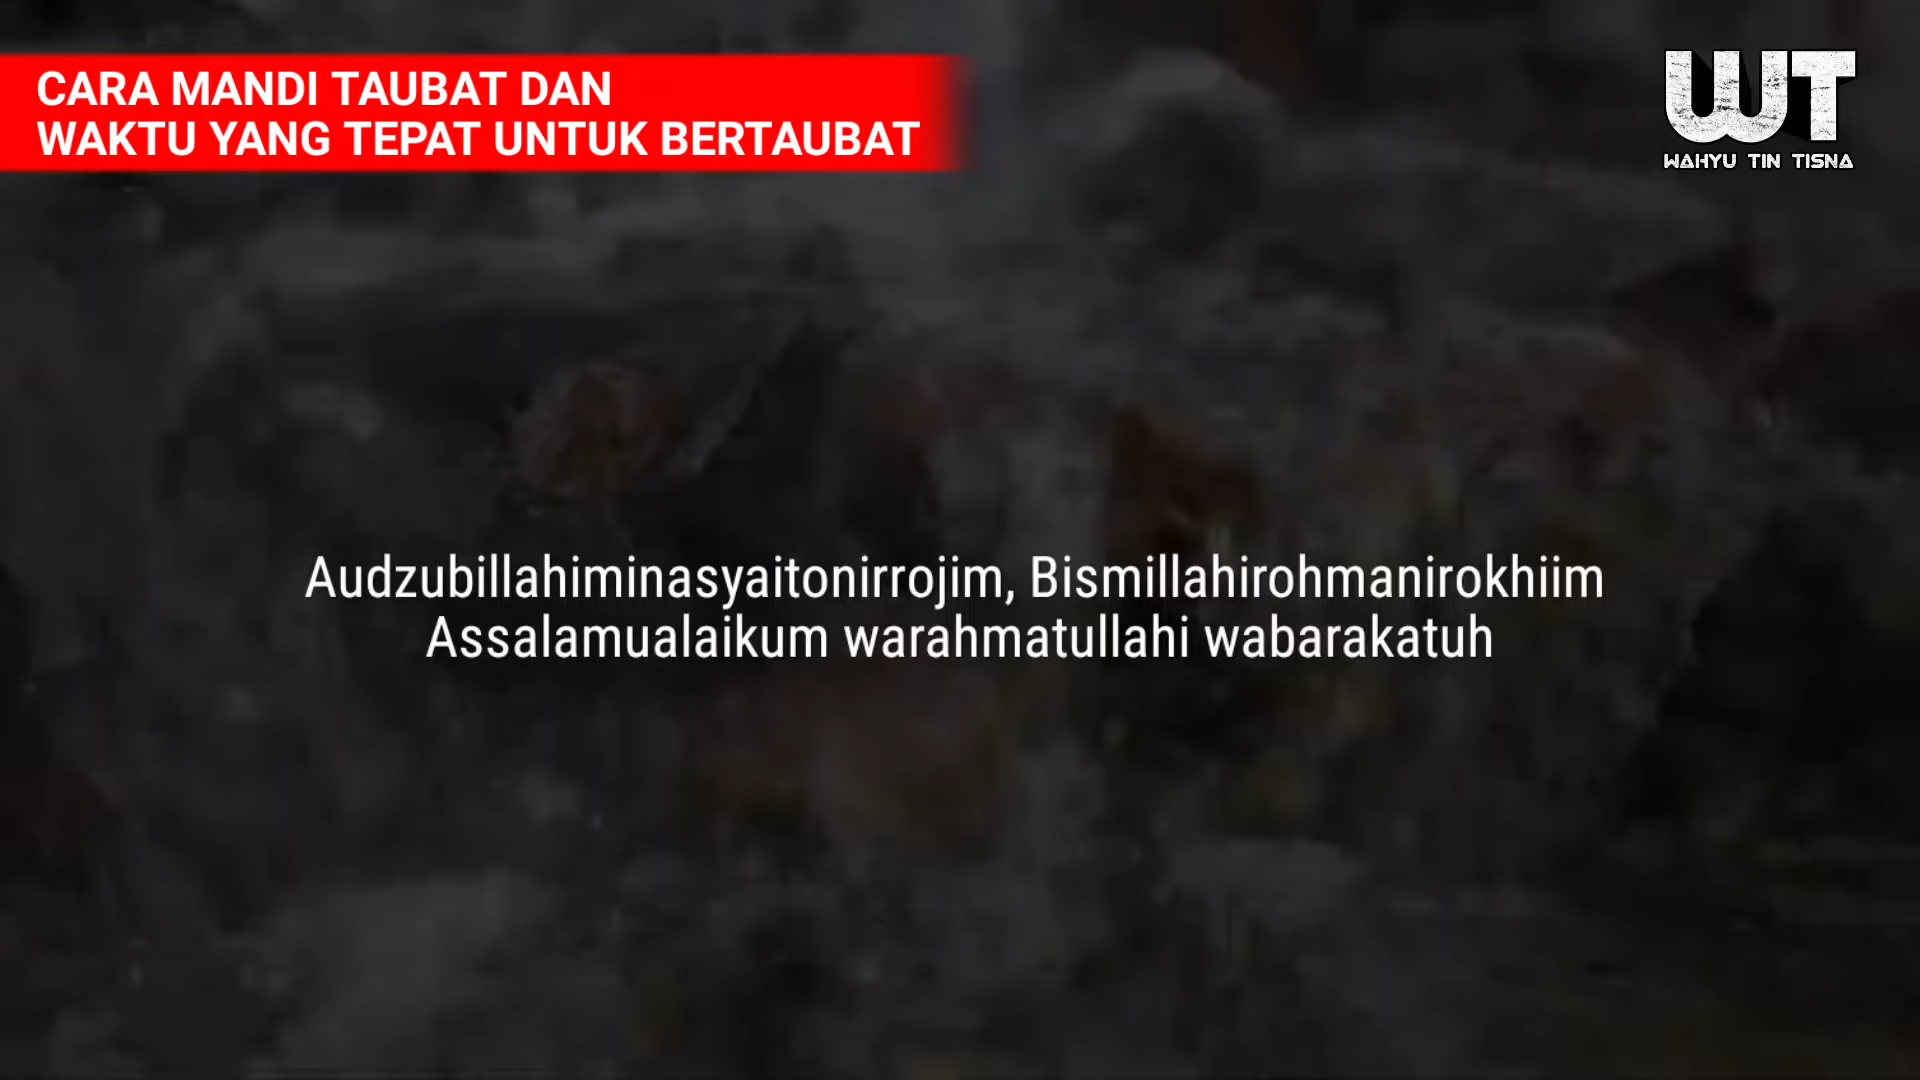 CARA MANDI TAUBAT DAN
WAKTU YANG TEPAT UNTUK BERTAUBAT
WT
WAHYU TIN TISNA
Audzubillahiminasyaitonirrojim, Bismillahirohmanirokhiim
Assalamualaikum warahmatullahi wabarakatuh